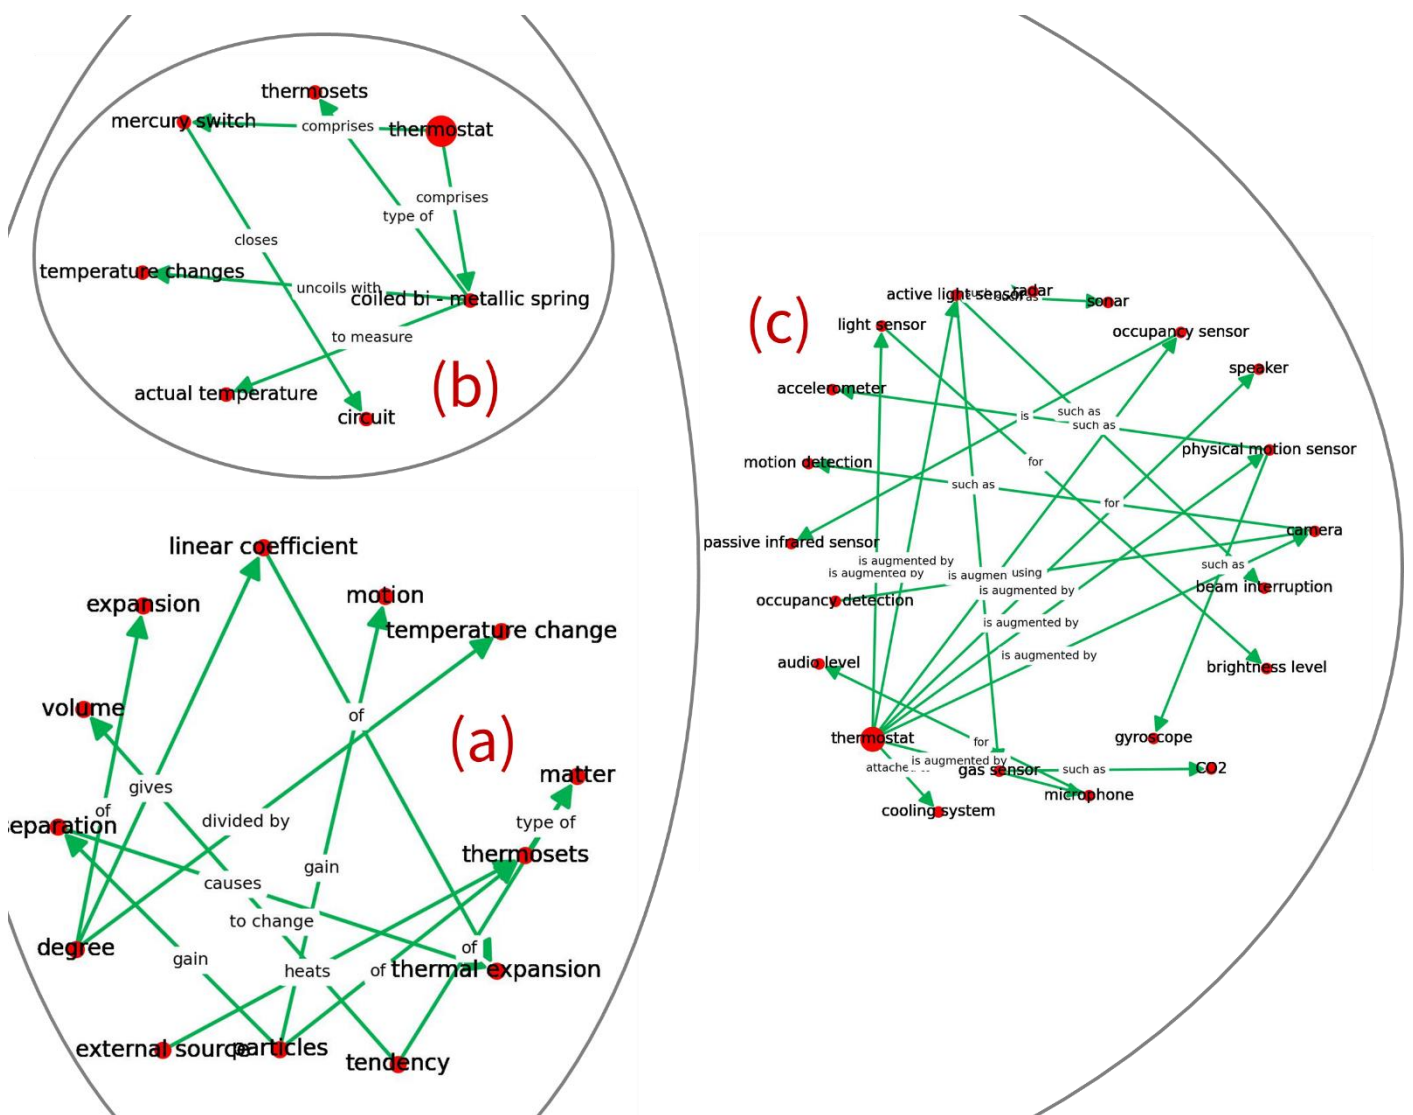 thermosets
mercury switch
comprises
thermostat
comprises
type of
closes
temperature changes
uncoils with
coiled bi - metallic spring
to measure
actual temperature
circuit
(b)
linear coefficient
expansion
motion
temperature change
volume
of
(a)
gives
matter
of
divided by
type of
eparation
thermosets
gain
causes
to change
degree
gain
heats
of
of
thermal expansion
external source
particles
tendency
(c)
active light sensor
such as
radar
such as
sonar
light sensor
occupancy sensor
speaker
accelerometer
is
such as
such as
physical motion sensor
motion detection
for
such as
for
camera
passive infrared sensor
is augmented by
is augmented by
is augmen
using
such as
is augmented by
beam interruption
occupancy detection
is augmented by
is augmented by
audio level
brightness level
thermostat
for
gyroscope
is augmented by
gas sensor
such as
CO2
microphone
cooling system